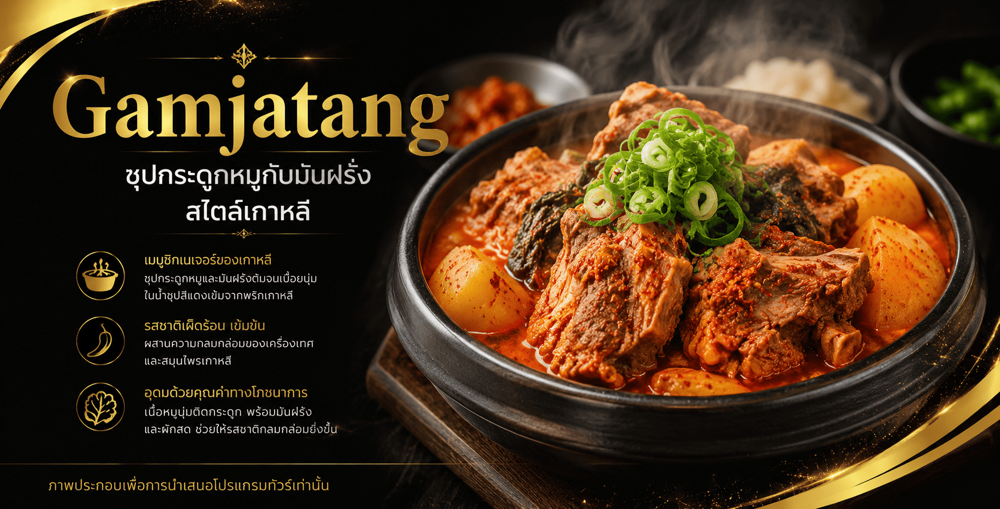 Gamjatang
ซุปกระดูกหมูกับมันฝรั่ง
สไตล์เกาหลี
เมนูซิกเนเจอร์ของเกาหลี
ซุปกระดูกหมูและมันฝรั่งต้มจนเปื่อยนุ่ม
ในน้ำซุปสีแดงเข้มจากพริกเกาหลี
รสชาติเผ็ดร้อน เข้มข้น
ผสานความกลมกล่อมของเครื่องเทศ
และสมุนไพรเกาหลี
อุดมด้วยคุณค่าทางโภชนาการ
เนื้อหมูนุ่มติดกระดูก พร้อมมันฝรั่ง
และผักสด ช่วยให้รสชาติกลมกล่อมยิ่งขึ้น
ภาพประกอบเพื่อการนำเสนอโปรแกรมทัวร์เท่านั้น